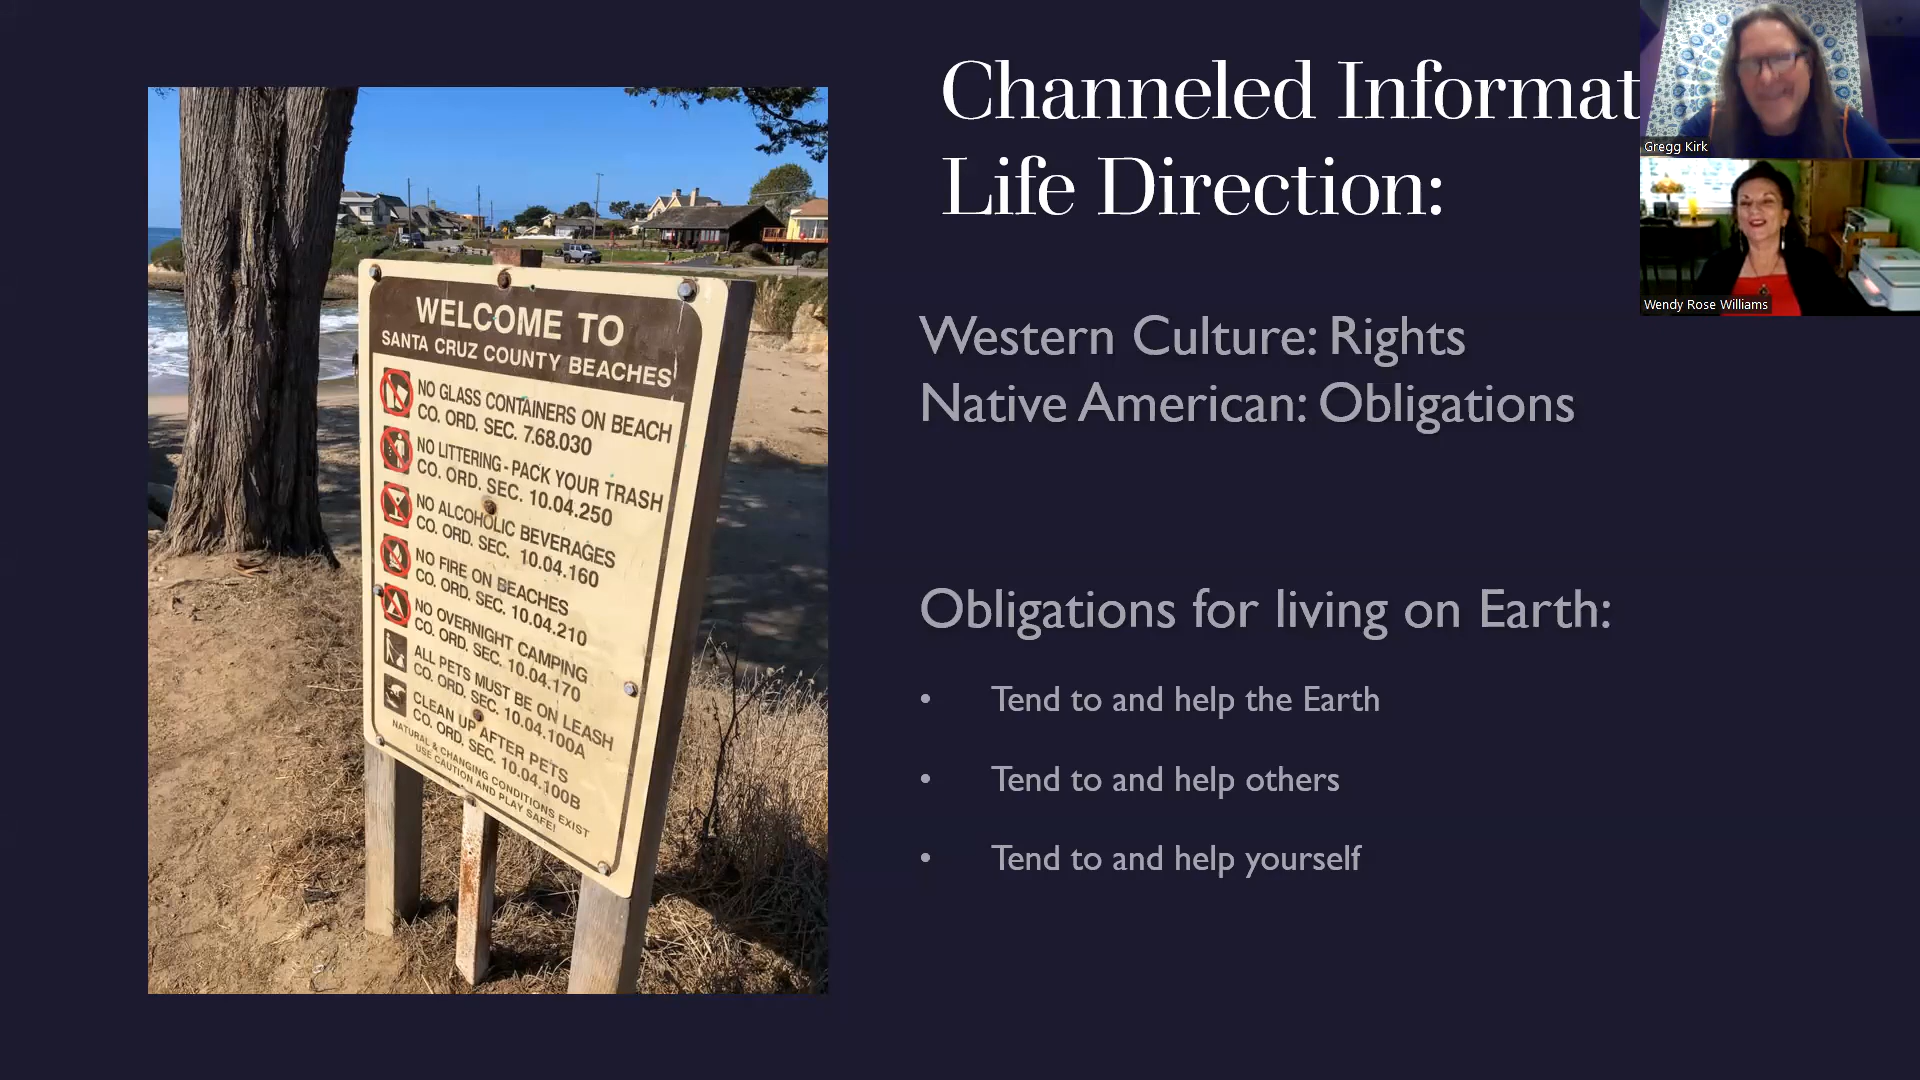 Channeled Informat
Life Direction:
Gregg Kirk
Wendy Rose Williams
Western Culture: Rights
Native American: Obligations
Obligations for living on Earth:
• Tend to and help the Earth
• Tend to and help others
• Tend to and help yourself
WELCOME TO
SANTA CRUZ COUNTY BEACHES
NO GLASS CONTAINERS ON BEACH
CO. ORD. SEC. 7.68.030
NO LITTERING - PACK YOUR TRASH
CO. ORD. SEC. 10.04.250
NO ALCOHOLIC BEVERAGES
CO. ORD. SEC. 10.04.160
NO FIRE ON BEACHES
CO. ORD. SEC. 10.04.210
NO OVERNIGHT CAMPING
CO. ORD. SEC. 10.04.170
ALL PETS MUST BE ON LEASH
CO. ORD. SEC. 10.04.100A
CLEAN UP AFTER PETS
CO. ORD. SEC. 10.04.100B
NATURAL & CHANGING CONDITIONS EXIST
USE CAUTION AND PLAY SAFE!